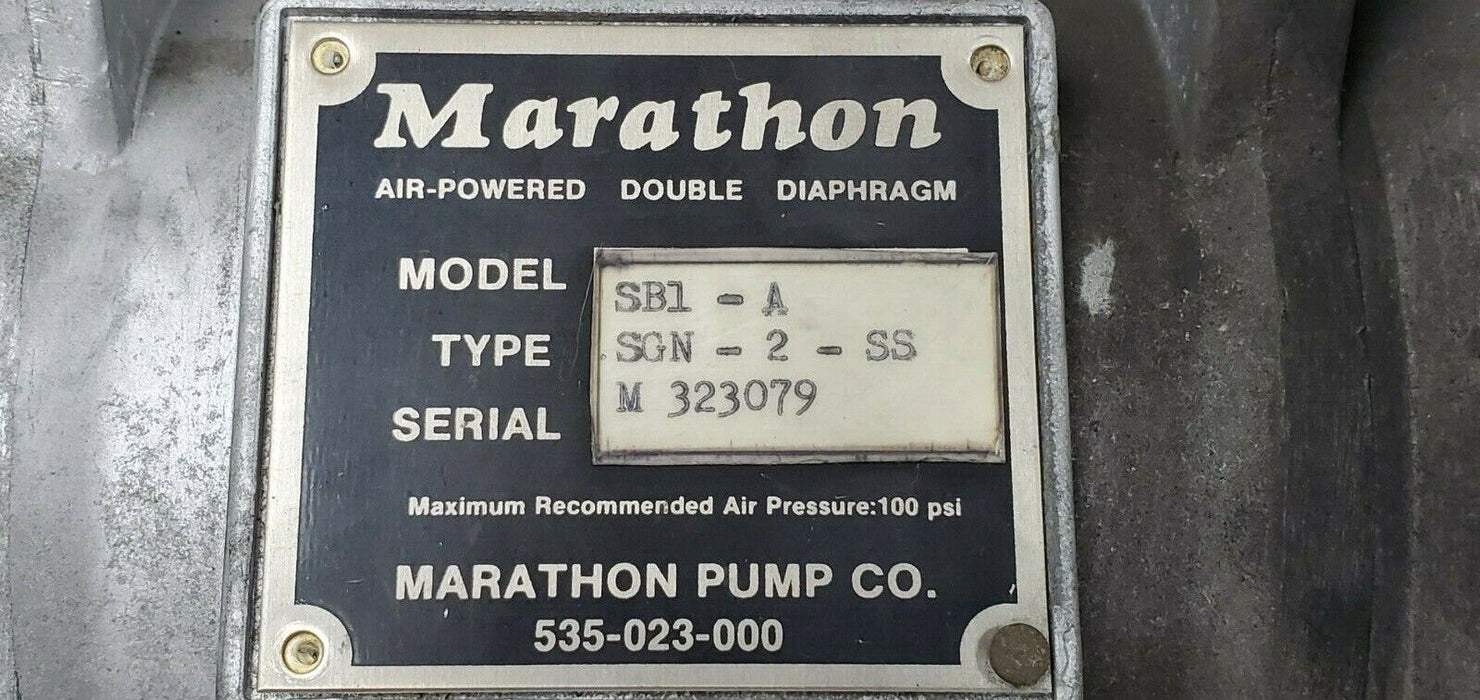 Marathon
AIR-POWERED DOUBLE DIAPHRAGM
MODEL SB1 - A
TYPE SGN - 2 - SS
SERIAL M 323079
Maximum Recommended Air Pressure:100 psi
MARATHON PUMP CO.
535-023-000